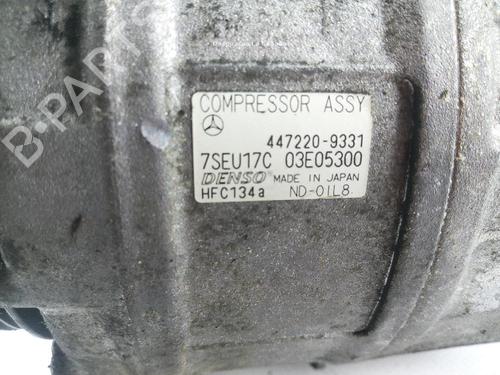 B-PARTS
COMPRESSOR ASSY
447220-9331
7SEU17C 03E05300
DENSO MADE IN JAPAN
HFC134a ND-OIL8